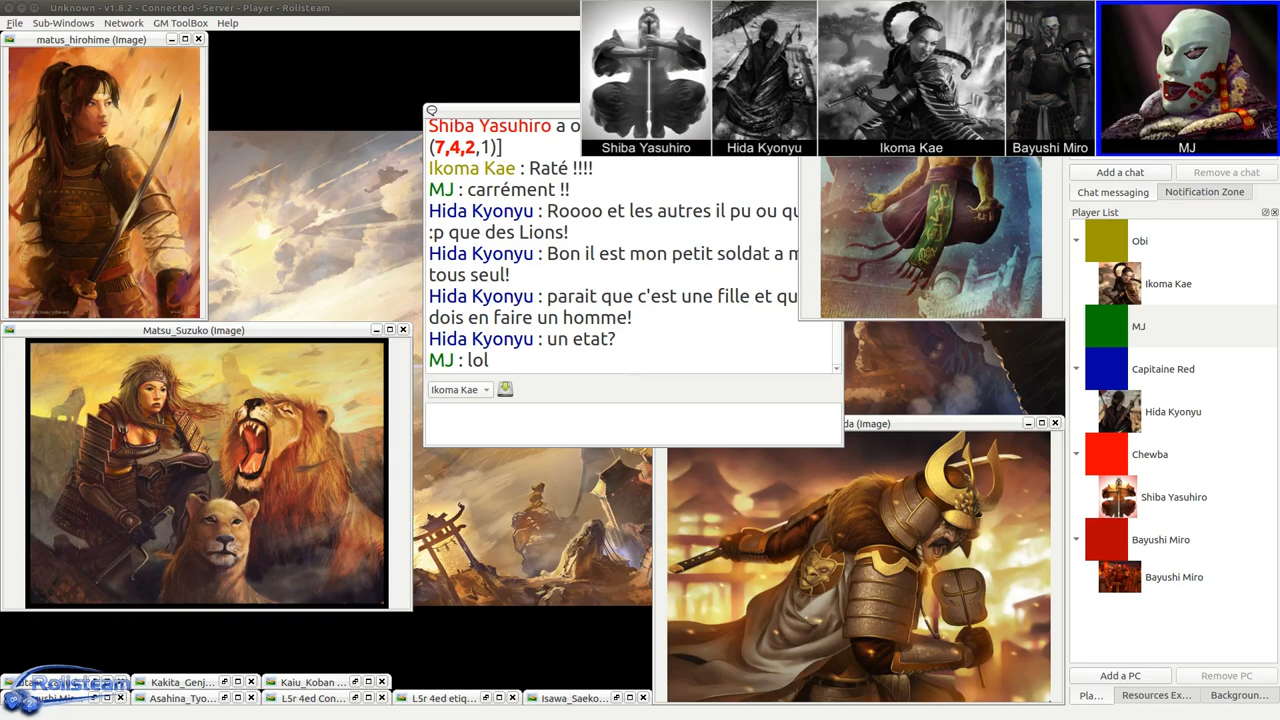 Unknown - v1.8.2 - Connected - Server - Player - Rolisteam
File Sub-Windows Network GM ToolBox Help
matus_hirohime (Image)
Shiba Yasuhiro Hida Kyonyu Ikoma Kae Bayushi Miro MJ
Shiba Yasuhiro a o
(7,4,2,1)]
Ikoma Kae : Raté !!!!
MJ : carrément !!
Hida Kyonyu : Roooo et les autres il pu ou qu
:p que des Lions!
Hida Kyonyu : Bon il est mon petit soldat a m
tous seul!
Hida Kyonyu : parait que c'est une fille et qu
dois en faire un homme!
Hida Kyonyu : un etat?
MJ : lol
Ikoma Kae
Matsu_Suzuko (Image)
da (Image)
Add a chat Remove a chat
Chat messaging Notification Zone
Player List
Obi
Ikoma Kae
MJ
Capitaine Red
Hida Kyonyu
Chewba
Shiba Yasuhiro
Bayushi Miro
Bayushi Miro
Add a PC Remove PC
Pla... Resources Ex... Backgroun...
Kakita_Genj... Kaiu_Koban ...
Rolisteam
Asahina_Tyo... L5r 4ed Con... L5r 4ed etiq... Isawa_Saeko...